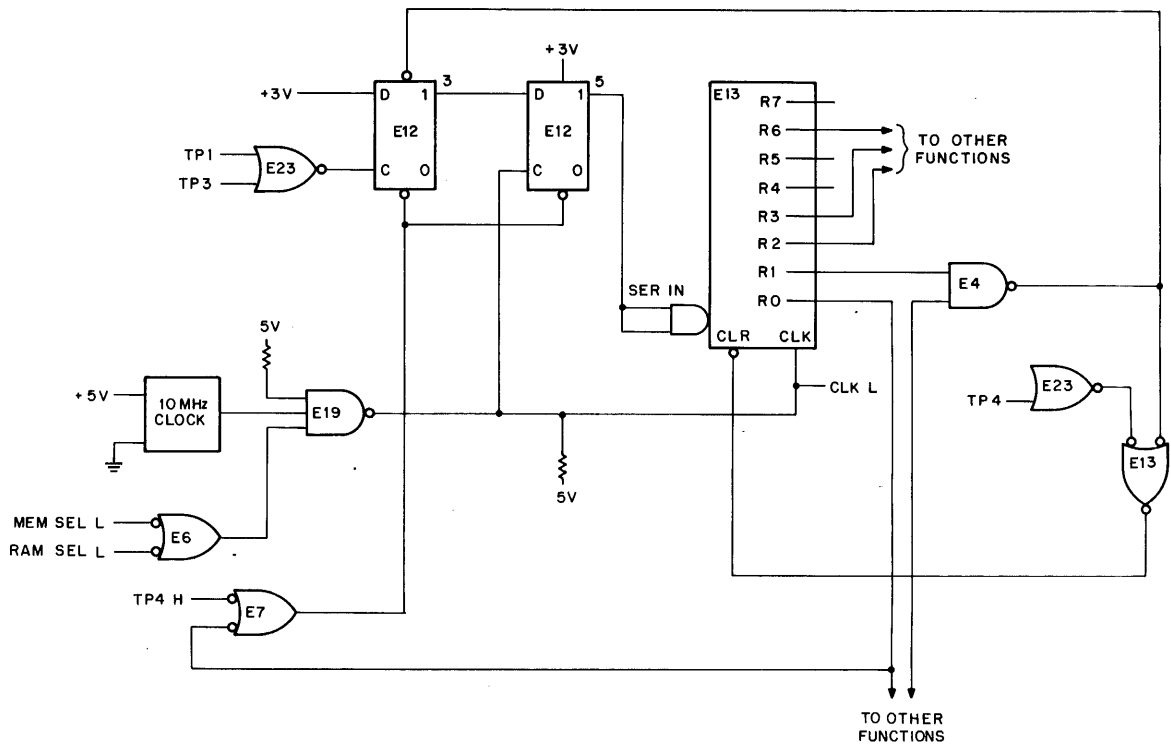 +3V
D
1
3
E12
C
O
+3V
D
1
5
E12
C
O
+3V
TP1
TP3
E23
E13
R7
R6
R5
R4
R3
R2
R1
R0
CLR
CLK
TO OTHER
FUNCTIONS
SER IN
E4
CLK L
5V
+5V
10 MHz
CLOCK
E19
5V
TP4
E23
E13
MEM SEL L
RAM SEL L
E6
TP4 H
E7
TO OTHER
FUNCTIONS